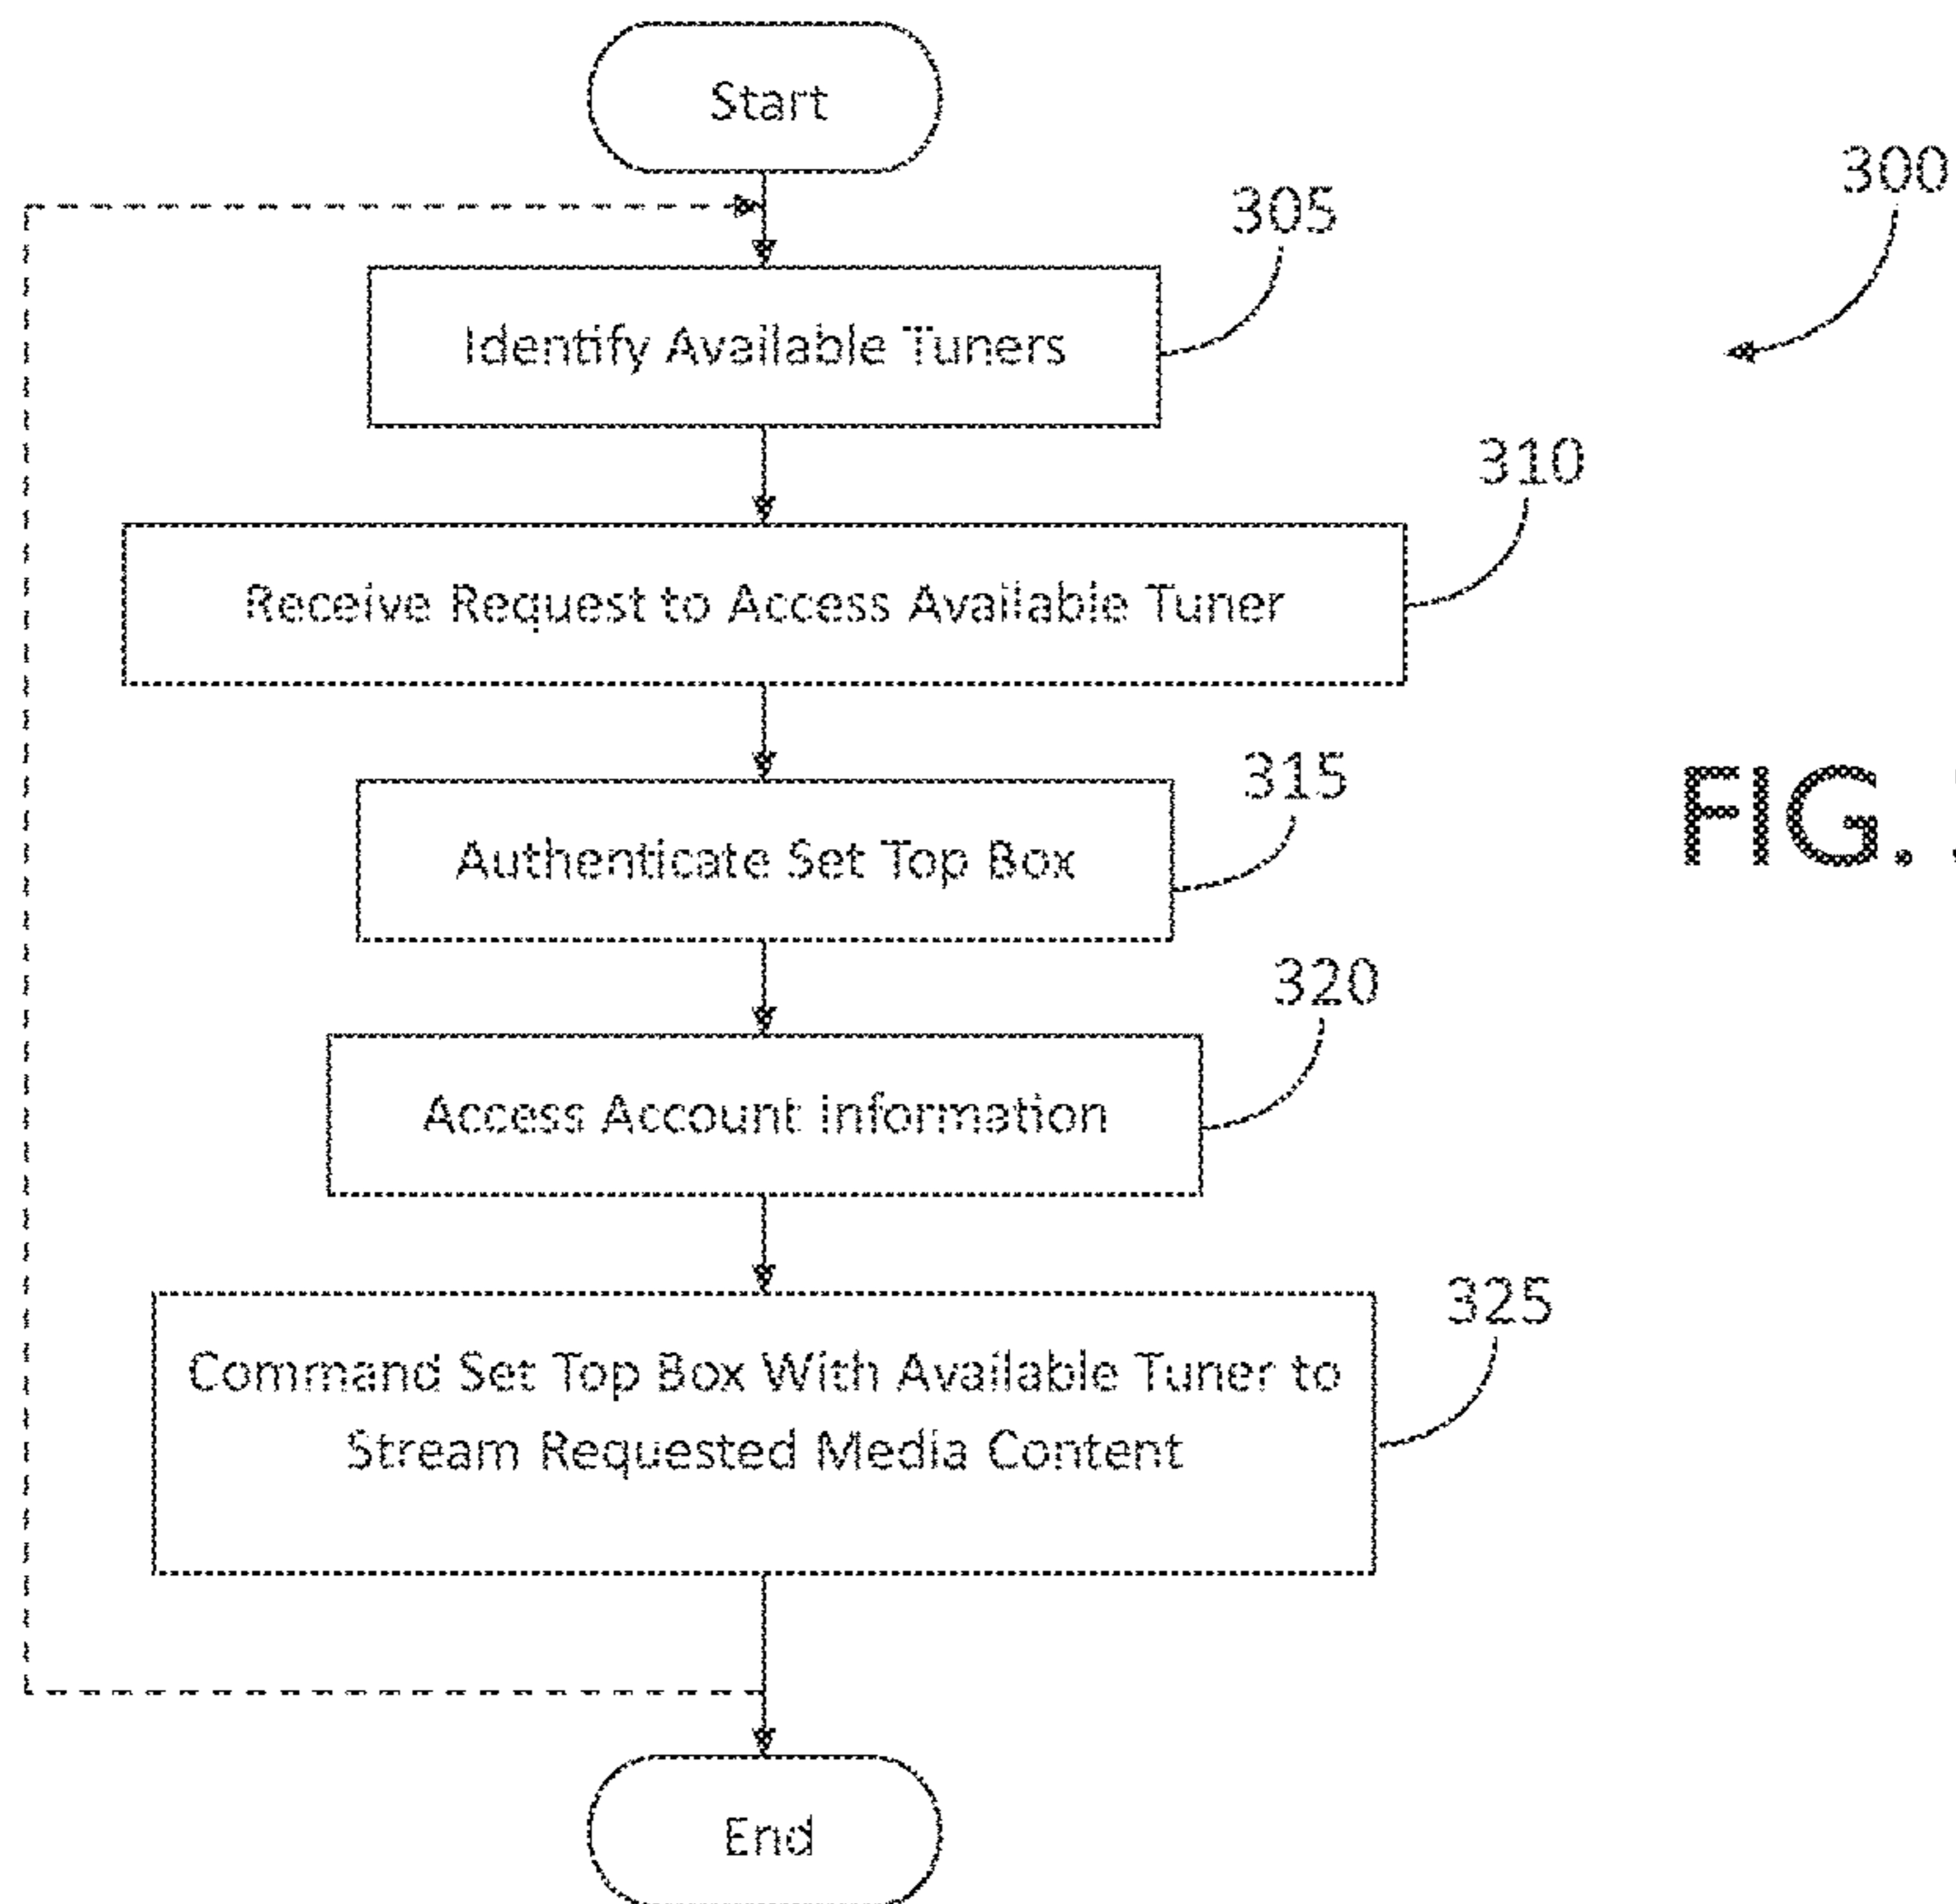 Start
300
305
Identify Available Tuners
310
Receive Request to Access Available Tuner
315
FIG.
Authenticate Set Top Box
320
Access Account Information
325
Command Set Top Box With Available Tuner to
Stream Requested Media Content
End